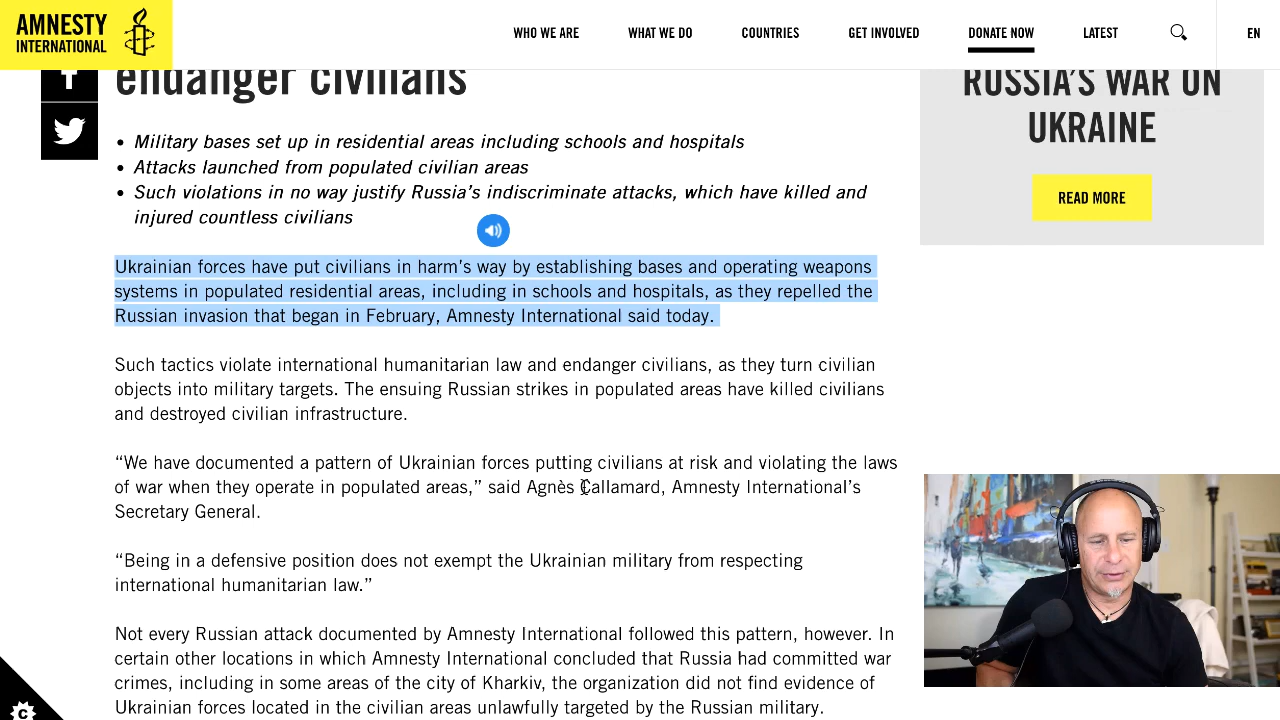 AMNESTY
INTERNATIONAL
WHO WE ARE
WHAT WE DO
COUNTRIES
GET INVOLVED
DONATE NOW
LATEST
EN
endanger civilians
• Military bases set up in residential areas including schools and hospitals
• Attacks launched from populated civilian areas
• Such violations in no way justify Russia's indiscriminate attacks, which have killed and
injured countless civilians
Ukrainian forces have put civilians in harm's way by establishing bases and operating weapons
systems in populated residential areas, including in schools and hospitals, as they repelled the
Russian invasion that began in February, Amnesty International said today.
Such tactics violate international humanitarian law and endanger civilians, as they turn civilian
objects into military targets. The ensuing Russian strikes in populated areas have killed civilians
and destroyed civilian infrastructure.
“We have documented a pattern of Ukrainian forces putting civilians at risk and violating the laws
of war when they operate in populated areas,” said Agnès Callamard, Amnesty International's
Secretary General.
“Being in a defensive position does not exempt the Ukrainian military from respecting
international humanitarian law.”
Not every Russian attack documented by Amnesty International followed this pattern, however. In
certain other locations in which Amnesty International concluded that Russia had committed war
crimes, including in some areas of the city of Kharkiv, the organization did not find evidence of
Ukrainian forces located in the civilian areas unlawfully targeted by the Russian military.
RUSSIA'S WAR ON
UKRAINE
READ MORE